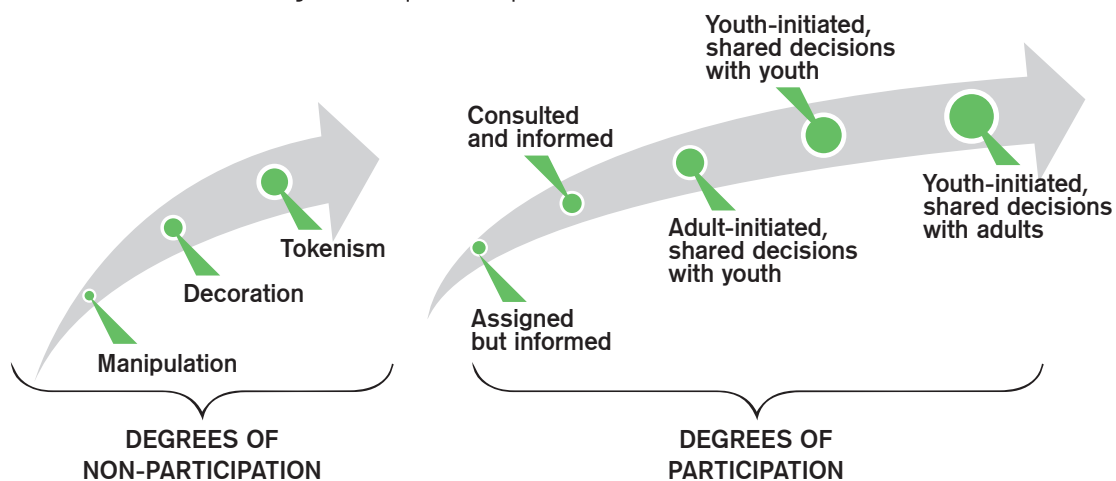 Manipulation
Decoration
Tokenism
DEGREES OF
NON-PARTICIPATION
Assigned
but informed
Consulted
and informed
Adult-initiated,
shared decisions
with youth
Youth-initiated,
shared decisions
with youth
Youth-initiated,
shared decisions
with adults
DEGREES OF
PARTICIPATION